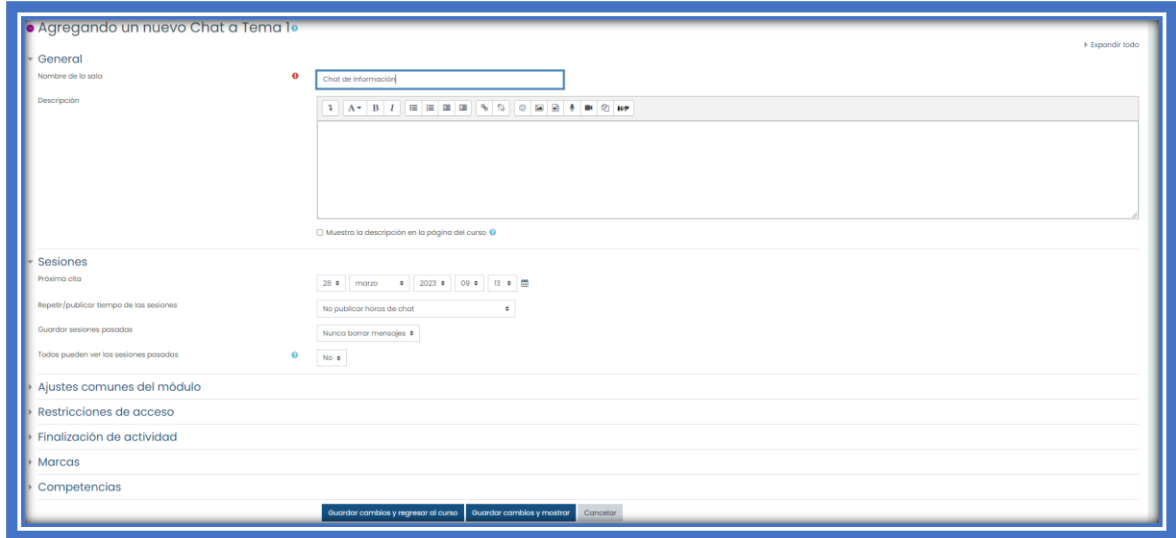 Agregando un nuevo Chat a Tema 1
Expandir todo
General
Nombre de la sala
Chat de información
Descripción
A B I H-P
Muestra la descripción en la página del curso
Sesiones
Próxima cita
28 marzo 2023 09 13
Repetir/publicar tiempo de las sesiones
No publicar horas de chat
Guardar sesiones pasadas
Nunca borrar mensajes
Todos pueden ver las sesiones pasadas
No
Ajustes comunes del módulo
Restricciones de acceso
Finalización de actividad
Marcas
Competencias
Guardar cambios y regresar al curso Guardar cambios y mostrar Cancelar